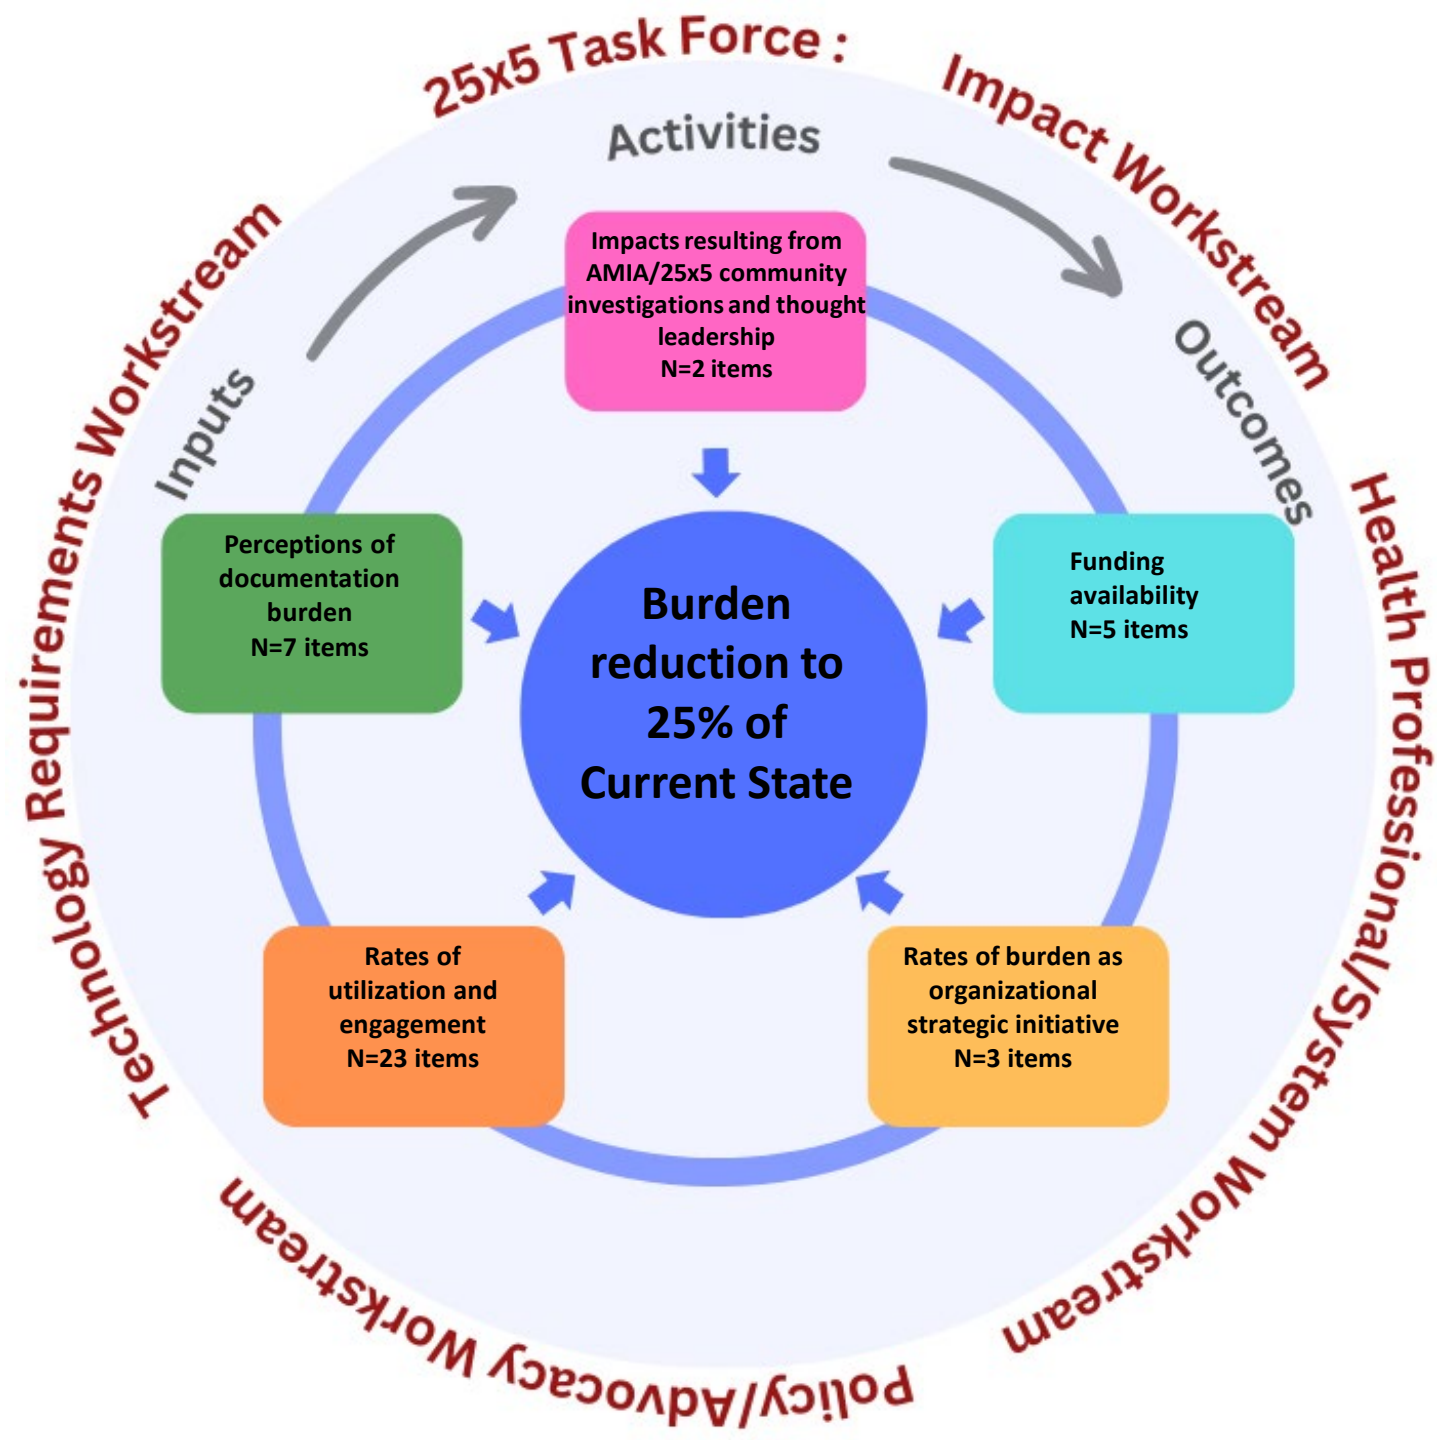 25x5 Task Force :
Impact Workstream
Health Professional/System Workstream
Policy/Advocacy Workstream
Technology Requirements Workstream
Inputs
Activities
Outcomes
Impacts resulting from
AMIA/25x5 community
investigations and thought
leadership
N=2 items
Perceptions of
documentation
burden
N=7 items
Funding
availability
N=5 items
Burden
reduction to
25% of
Current State
Rates of
utilization and
engagement
N=23 items
Rates of burden as
organizational
strategic initiative
N=3 items